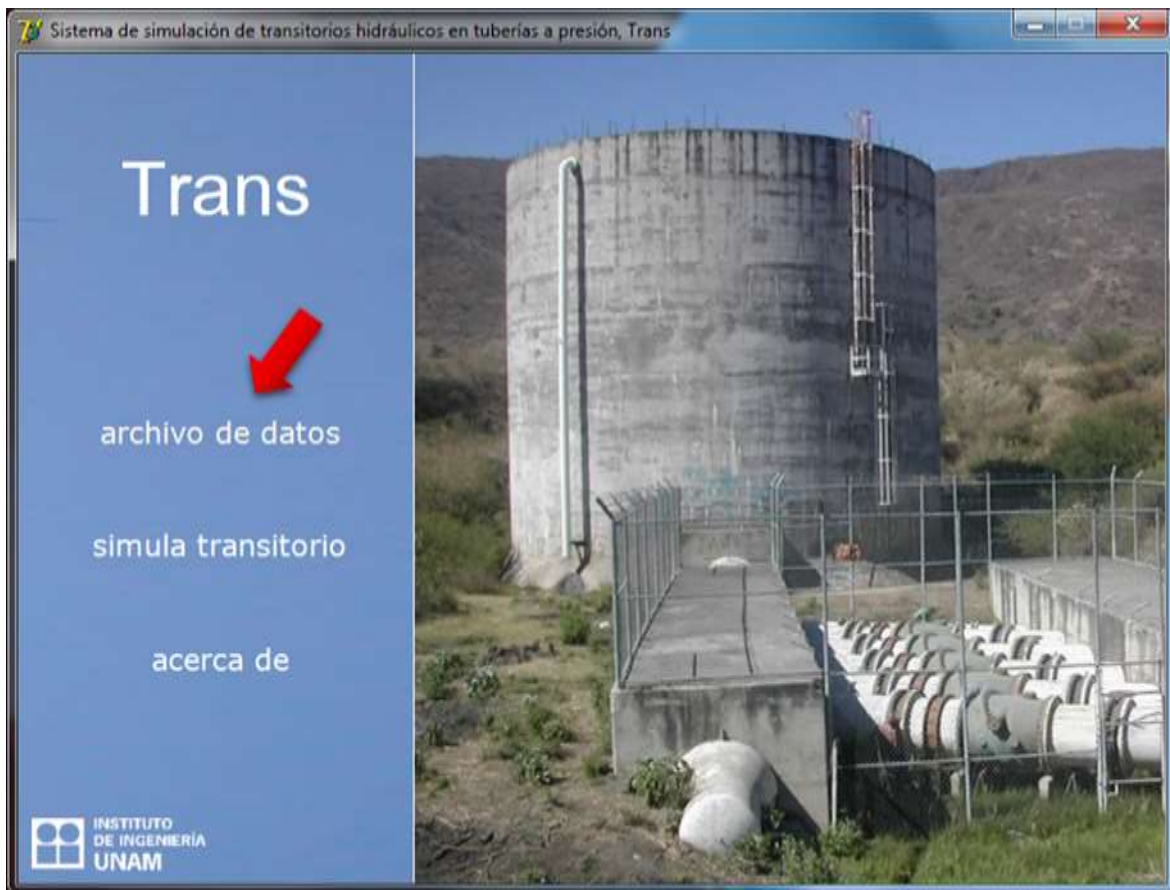 Sistema de simulación de transitorios hidráulicos en tuberías a presión, Trans
Trans
archivo de datos
simula transitorio
acerca de
INSTITUTO
DE INGENIERÍA
UNAM